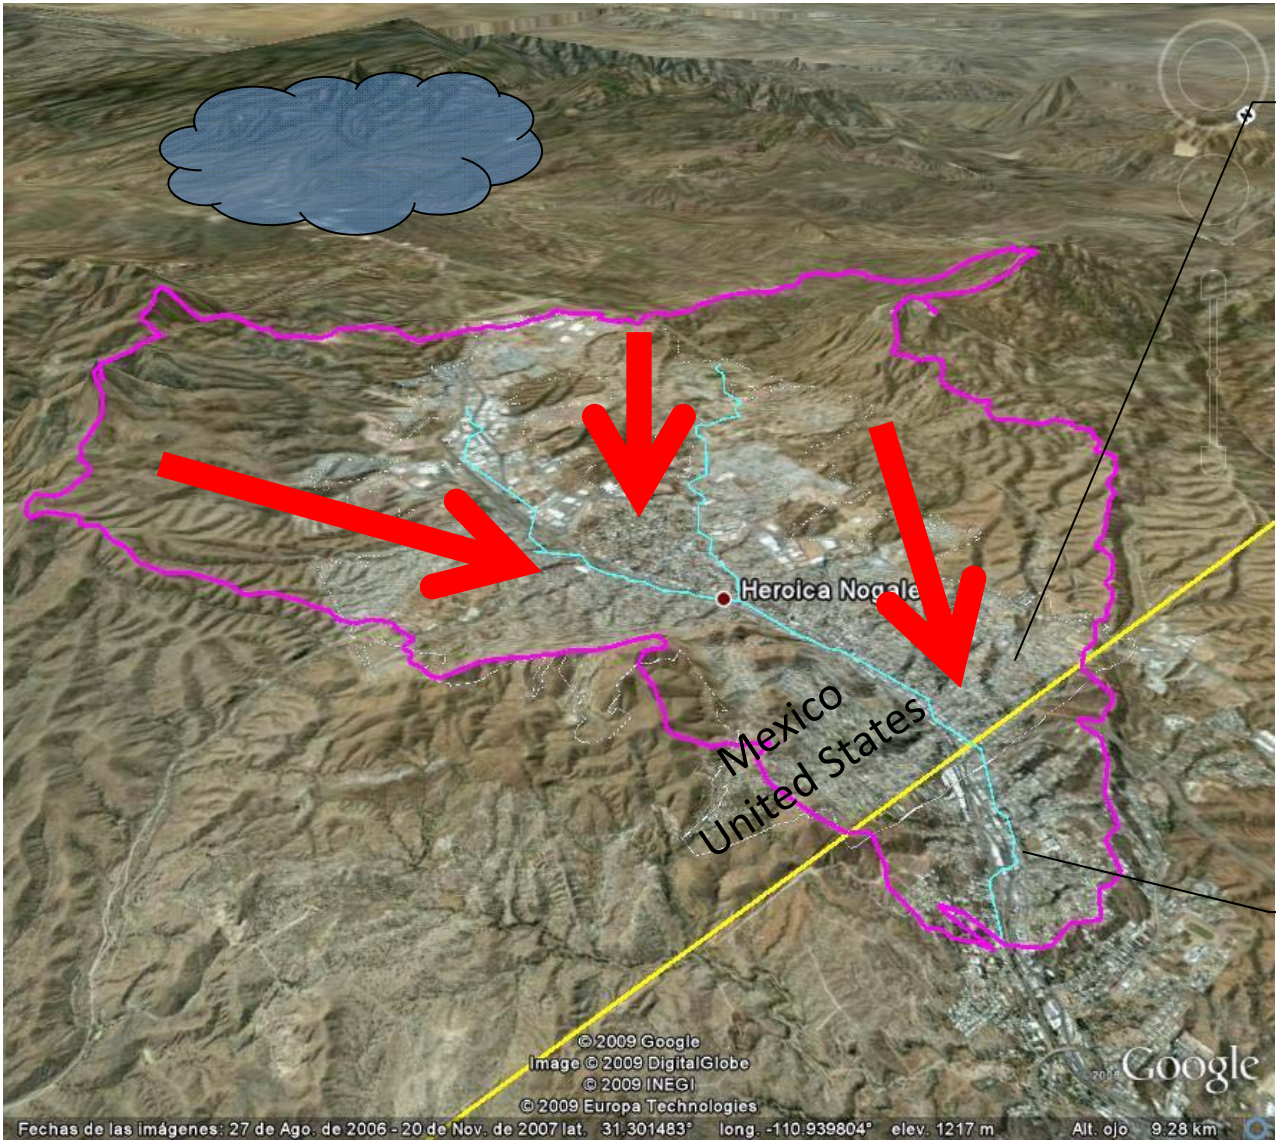 Heroica Nogale
Mexico
United States
© 2009 Google
Image © 2009 DigitalGlobe
© 2009 INEGI
© 2009 Europa Technologies
2009 Google
Fechas de las imágenes: 27 de Ago. de 2006 - 20 de Nov. de 2007 lat. 31.301483° long. -110.939804° elev. 1217 m Alt. ojo 9.28 km